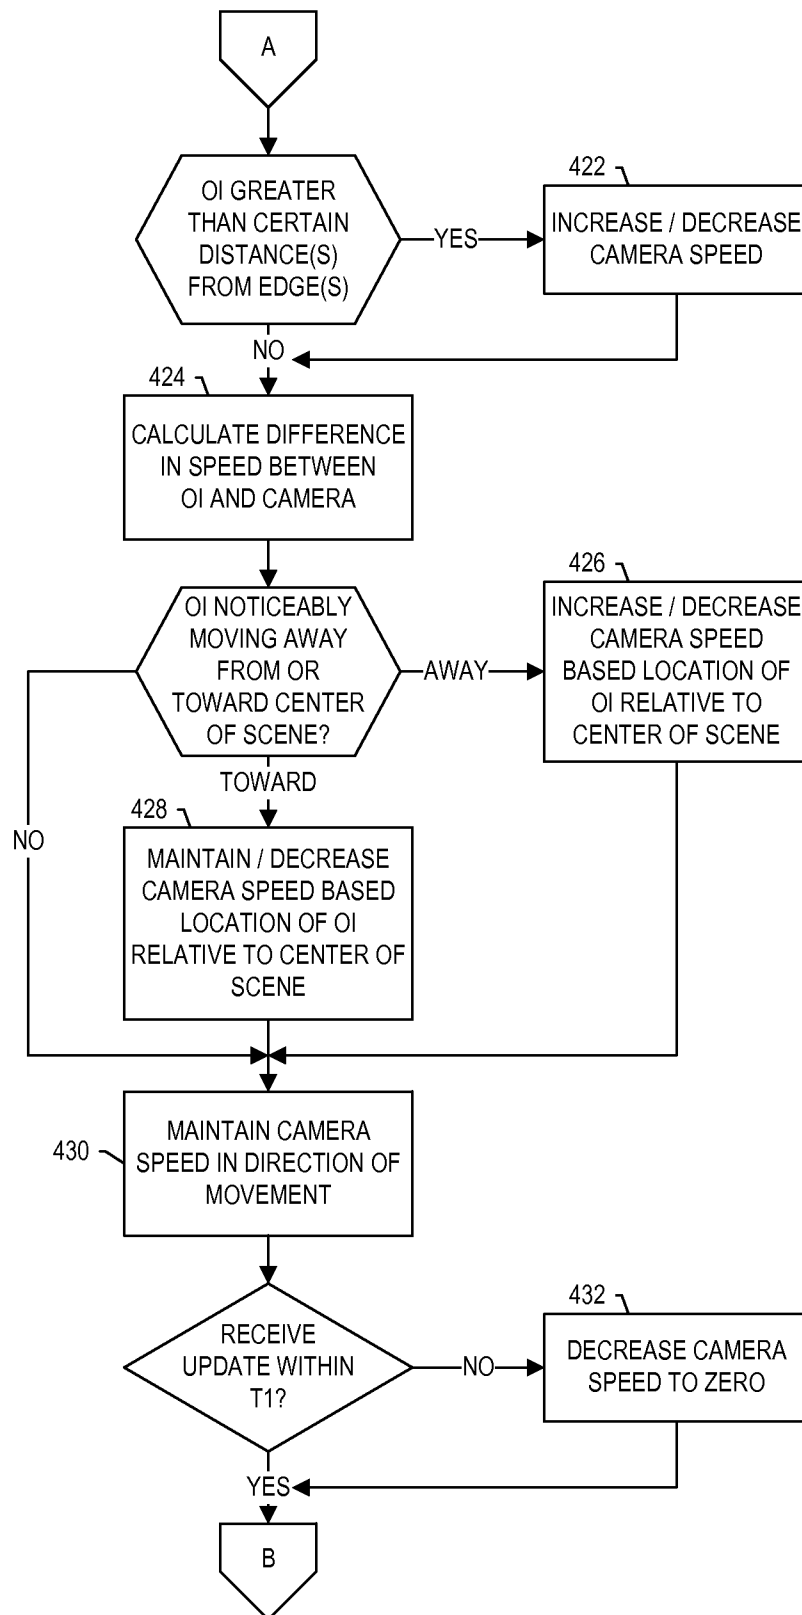 A
OI GREATER
THAN CERTAIN
DISTANCE(S)
FROM EDGE(S)
YES
422
INCREASE / DECREASE
CAMERA SPEED
NO
424
CALCULATE DIFFERENCE
IN SPEED BETWEEN
OI AND CAMERA
OI NOTICEABLY
MOVING AWAY
FROM OR
TOWARD CENTER
OF SCENE?
AWAY
426
INCREASE / DECREASE
CAMERA SPEED
BASED LOCATION OF
OI RELATIVE TO
CENTER OF SCENE
TOWARD
NO
428
MAINTAIN / DECREASE
CAMERA SPEED BASED
LOCATION OF OI
RELATIVE TO CENTER OF
SCENE
430
MAINTAIN CAMERA
SPEED IN DIRECTION OF
MOVEMENT
RECEIVE
UPDATE WITHIN
T1?
NO
432
DECREASE CAMERA
SPEED TO ZERO
YES
B